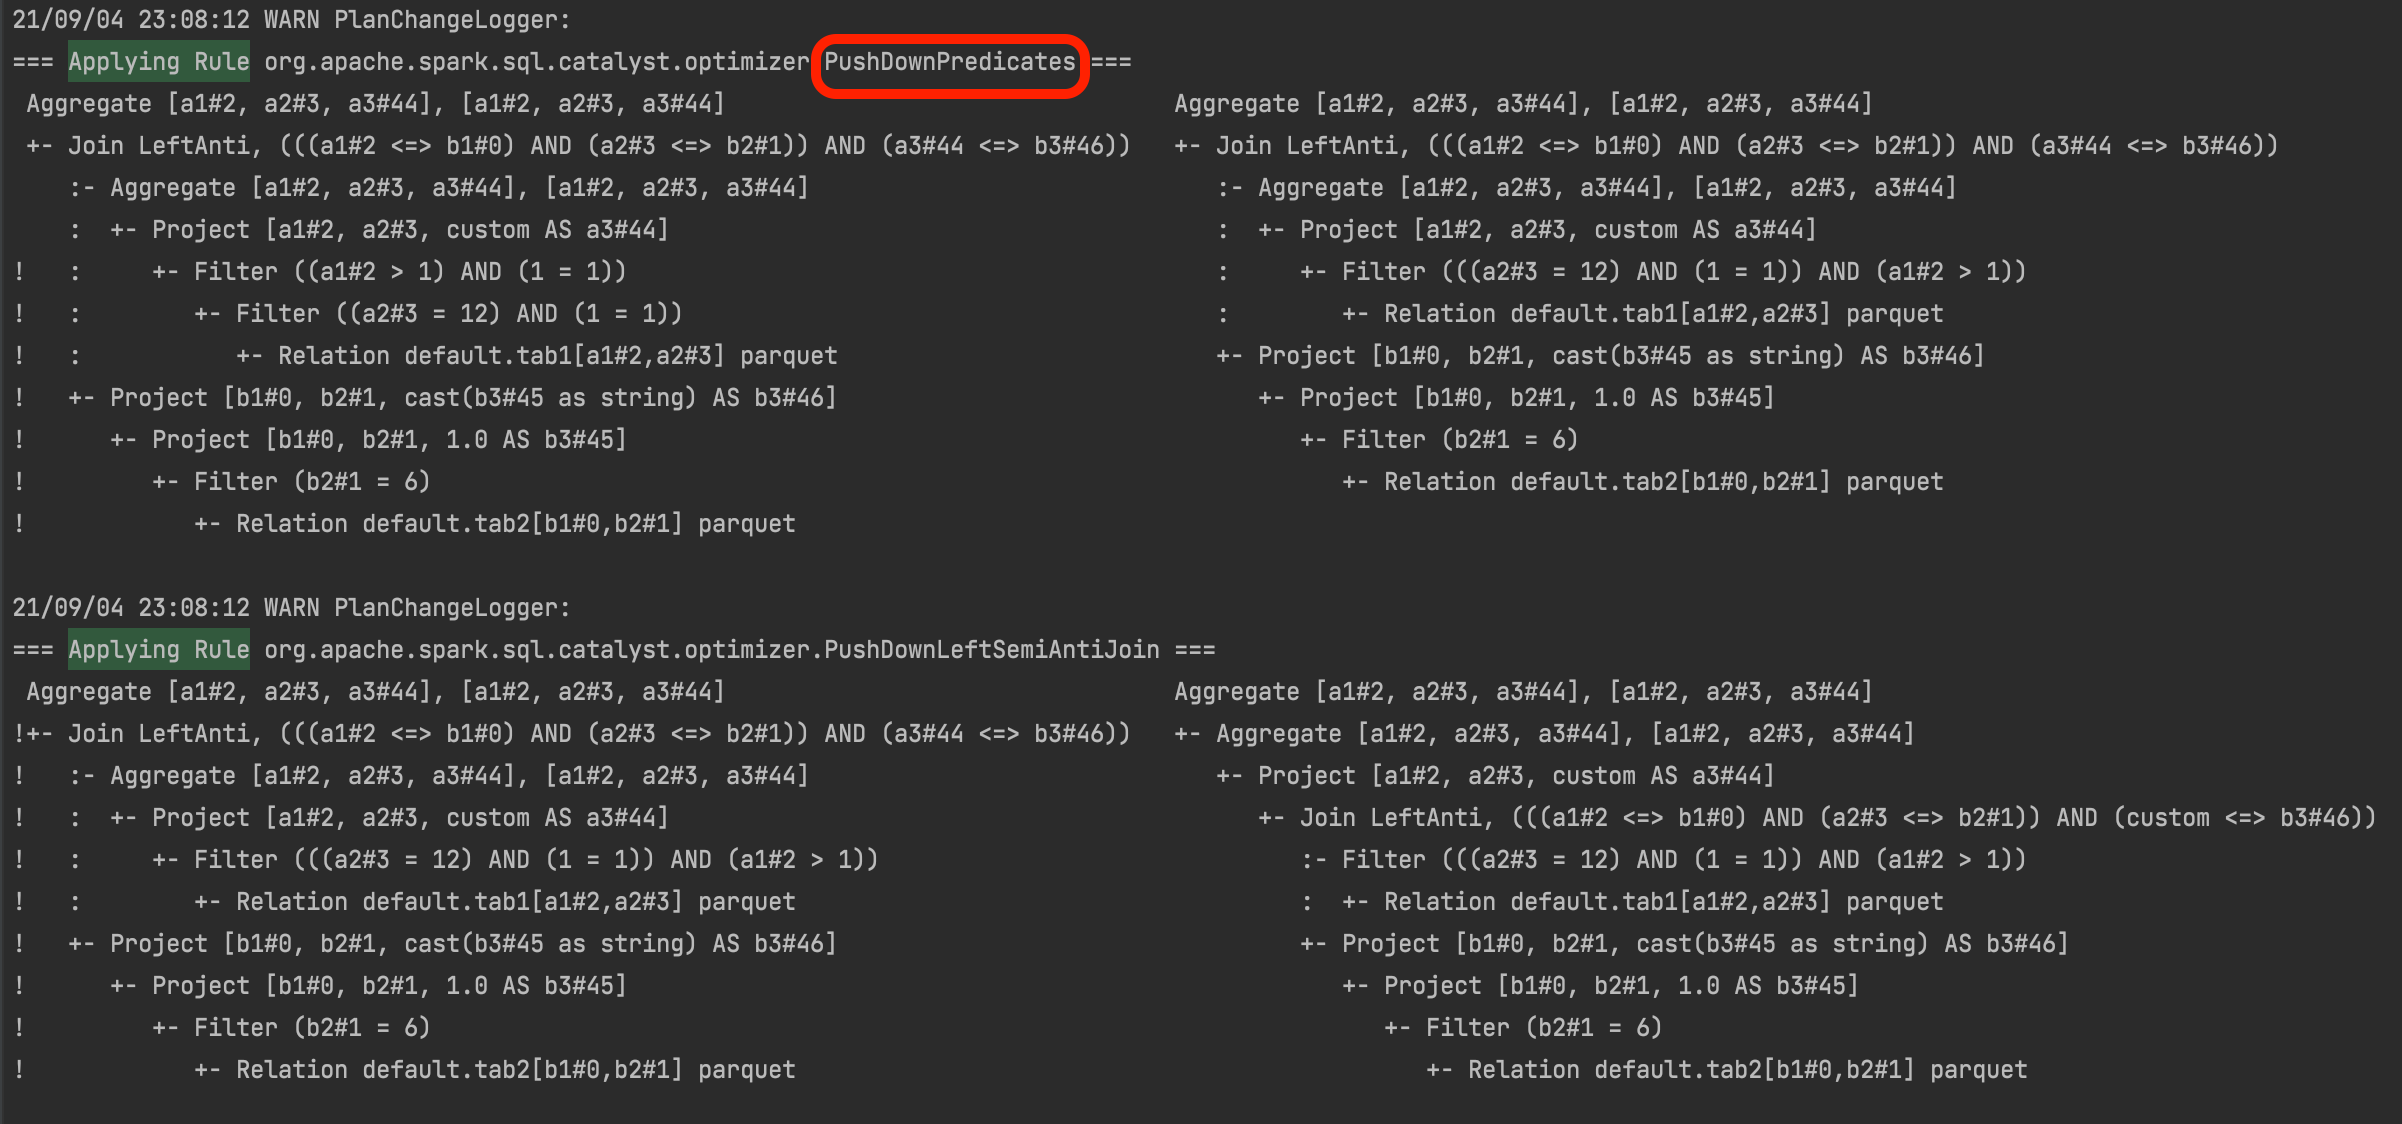 21/09/04 23:08:12 WARN PlanChangeLogger:
=== Applying Rule org.apache.spark.sql.catalyst.optimizer.PushDownPredicates ===
 Aggregate [a1#2, a2#3, a3#44], [a1#2, a2#3, a3#44]                                Aggregate [a1#2, a2#3, a3#44], [a1#2, a2#3, a3#44]
 +- Join LeftAnti, (((a1#2 <=> b1#0) AND (a2#3 <=> b2#1)) AND (a3#44 <=> b3#46))   +- Join LeftAnti, (((a1#2 <=> b1#0) AND (a2#3 <=> b2#1)) AND (a3#44 <=> b3#46))
    :- Aggregate [a1#2, a2#3, a3#44], [a1#2, a2#3, a3#44]                             :- Aggregate [a1#2, a2#3, a3#44], [a1#2, a2#3, a3#44]
    :  +- Project [a1#2, a2#3, custom AS a3#44]                                       :  +- Project [a1#2, a2#3, custom AS a3#44]
!   :     +- Filter ((a1#2 > 1) AND (1 = 1))                                          :     +- Filter (((a2#3 = 12) AND (1 = 1)) AND (a1#2 > 1))
!   :        +- Filter ((a2#3 = 12) AND (1 = 1))                                      :        +- Relation default.tab1[a1#2,a2#3] parquet
!   :           +- Relation default.tab1[a1#2,a2#3] parquet                           +- Project [b1#0, b2#1, cast(b3#45 as string) AS b3#46]
!   +- Project [b1#0, b2#1, cast(b3#45 as string) AS b3#46]                              +- Project [b1#0, b2#1, 1.0 AS b3#45]
!      +- Project [b1#0, b2#1, 1.0 AS b3#45]                                                +- Filter (b2#1 = 6)
!         +- Filter (b2#1 = 6)                                                                 +- Relation default.tab2[b1#0,b2#1] parquet
!            +- Relation default.tab2[b1#0,b2#1] parquet
21/09/04 23:08:12 WARN PlanChangeLogger:
=== Applying Rule org.apache.spark.sql.catalyst.optimizer.PushDownLeftSemiAntiJoin ===
 Aggregate [a1#2, a2#3, a3#44], [a1#2, a2#3, a3#44]                                Aggregate [a1#2, a2#3, a3#44], [a1#2, a2#3, a3#44]
!+- Join LeftAnti, (((a1#2 <=> b1#0) AND (a2#3 <=> b2#1)) AND (a3#44 <=> b3#46))   +- Aggregate [a1#2, a2#3, a3#44], [a1#2, a2#3, a3#44]
!   :- Aggregate [a1#2, a2#3, a3#44], [a1#2, a2#3, a3#44]                             +- Project [a1#2, a2#3, custom AS a3#44]
!   :  +- Project [a1#2, a2#3, custom AS a3#44]                                          +- Join LeftAnti, (((a1#2 <=> b1#0) AND (a2#3 <=> b2#1)) AND (custom <=> b3#46))
!   :     +- Filter (((a2#3 = 12) AND (1 = 1)) AND (a1#2 > 1))                              :- Filter (((a2#3 = 12) AND (1 = 1)) AND (a1#2 > 1))
!   :        +- Relation default.tab1[a1#2,a2#3] parquet                                    :  +- Relation default.tab1[a1#2,a2#3] parquet
!   +- Project [b1#0, b2#1, cast(b3#45 as string) AS b3#46]                                 +- Project [b1#0, b2#1, cast(b3#45 as string) AS b3#46]
!      +- Project [b1#0, b2#1, 1.0 AS b3#45]                                                   +- Project [b1#0, b2#1, 1.0 AS b3#45]
!         +- Filter (b2#1 = 6)                                                                    +- Filter (b2#1 = 6)
!            +- Relation default.tab2[b1#0,b2#1] parquet                                             +- Relation default.tab2[b1#0,b2#1] parquet